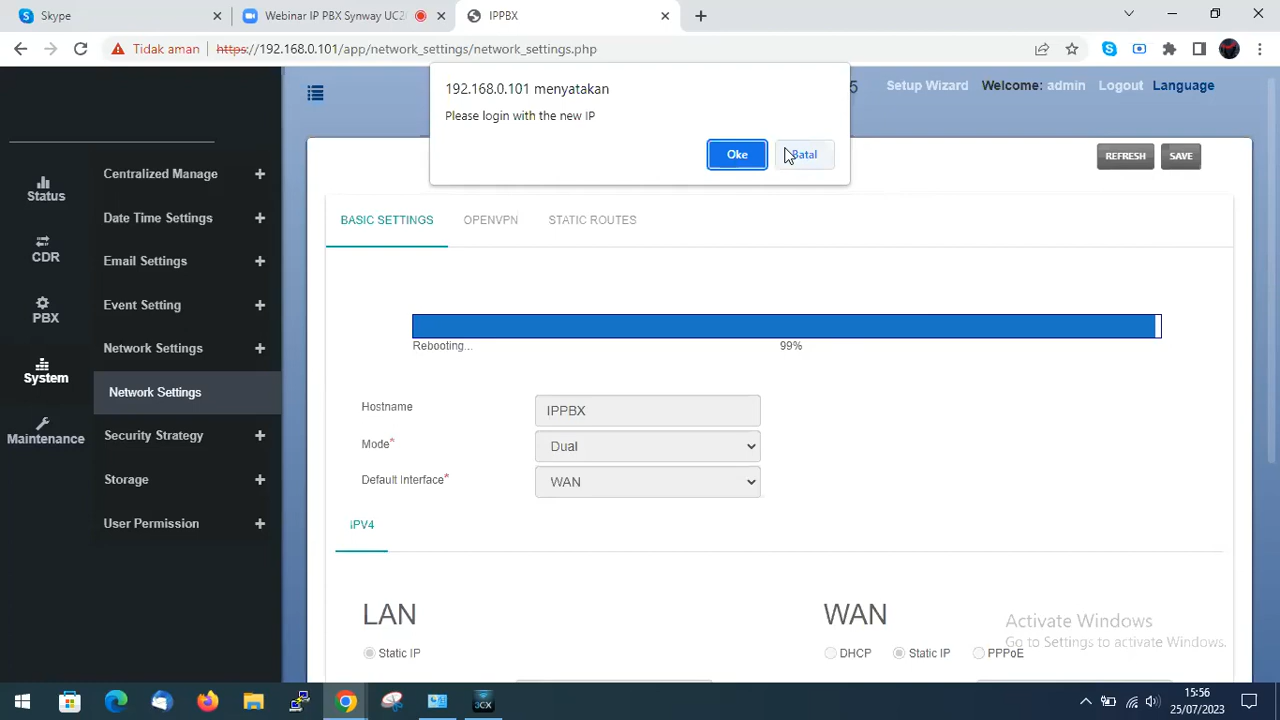 Skype
Webinar IP PBX Synway UC2
IPPBX
Tidak aman
https://192.168.0.101/app/network_settings/network_settings.php
192.168.0.101 menyatakan
Please login with the new IP
Oke
Batal
5
Setup Wizard
Welcome: admin
Logout
Language
REFRESH
SAVE
Status
CDR
PBX
System
Maintenance
Centralized Manage +
Date Time Settings +
Email Settings +
Event Setting +
Network Settings +
Network Settings
Security Strategy +
Storage +
User Permission +
BASIC SETTINGS
OPENVPN
STATIC ROUTES
Rebooting...
99%
Hostname
IPPBX
Mode*
Dual
Default Interface*
WAN
IPV4
LAN
Static IP
WAN
DHCP
Static IP
PPPoE
Activate Windows
Go to Settings to activate Windows.
3CX
15:56
25/07/2023